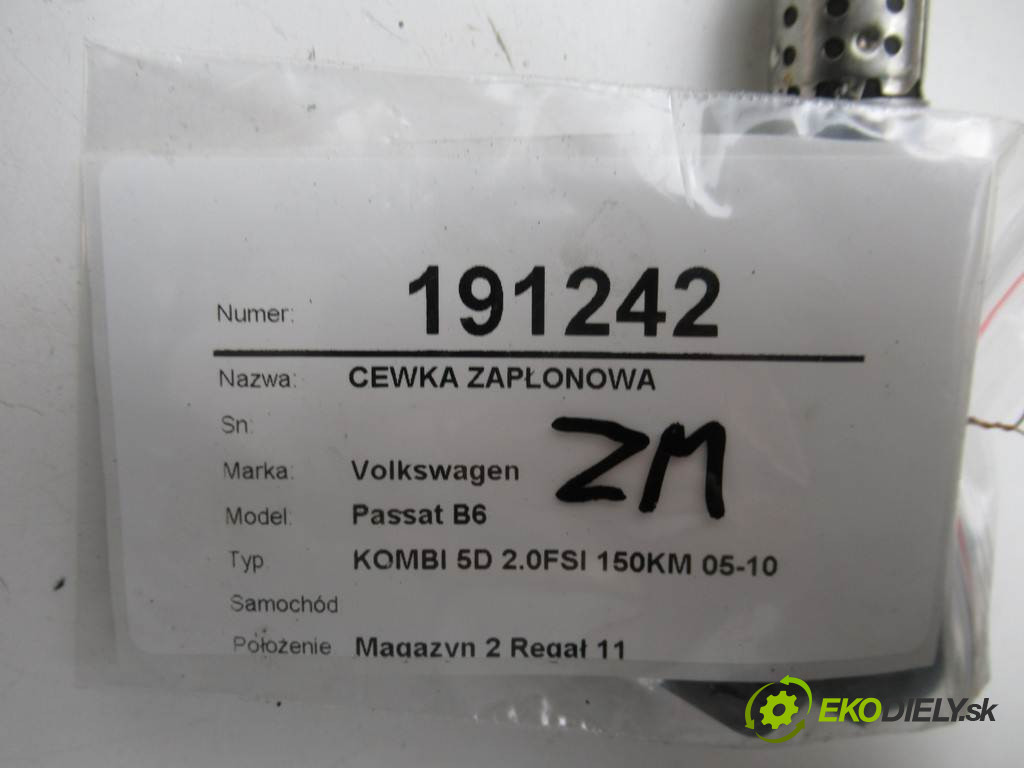 Numer: 191242
Nazwa: CEWKA ZAPŁONOWA
Sn:
ZM
Marka: Volkswagen
Model: Passat B6
Typ KOMBI 5D 2.0FSI 150KM 05-10
Samochód
Położenie Magazyn 2 Regał 11
EKODIELY.sk